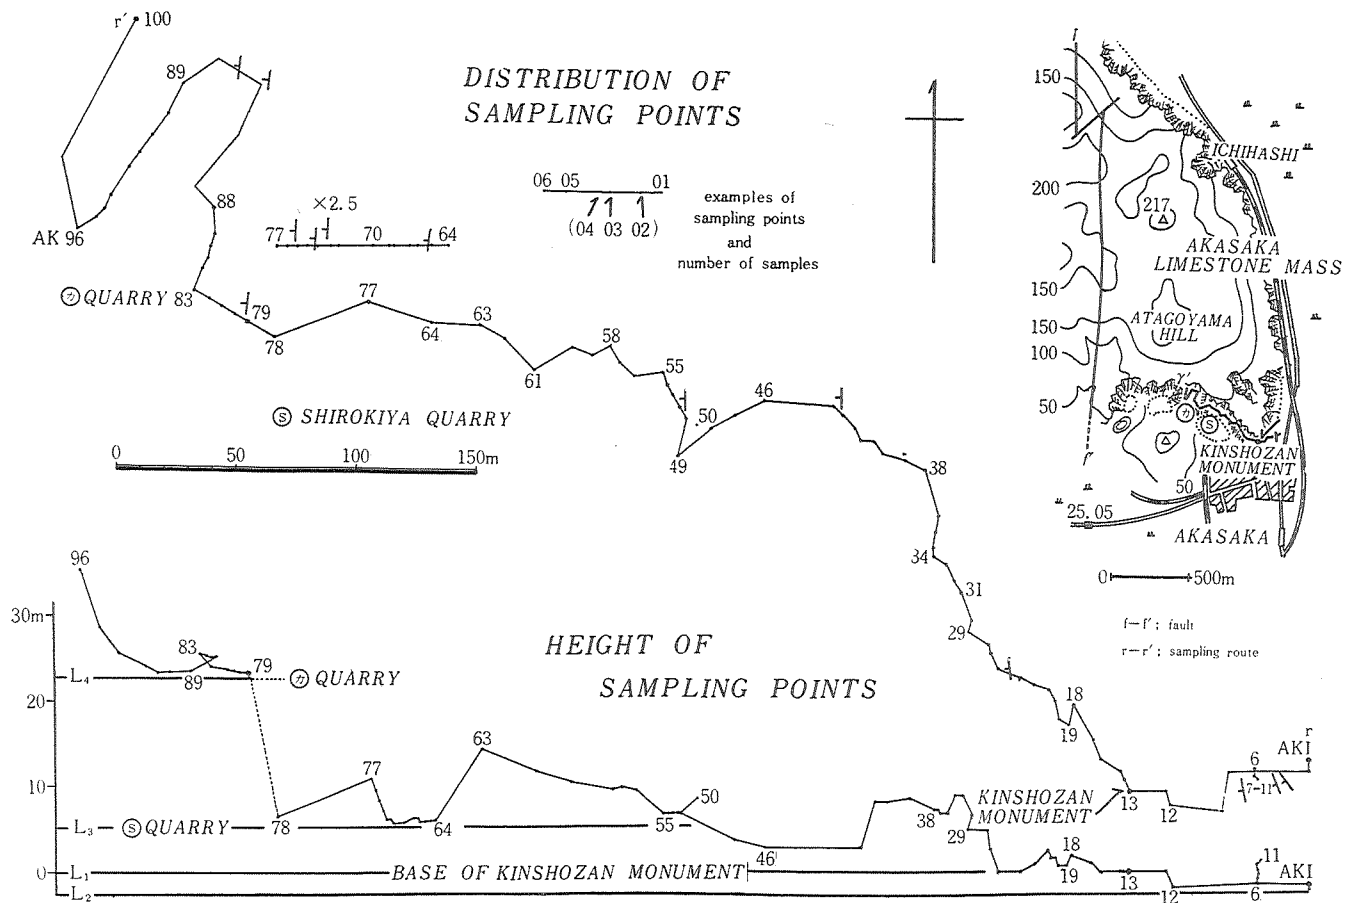 r′ 100
89
DISTRIBUTION OF
SAMPLING POINTS
06 05 01
(04 03 02)
examples of
sampling points
and
number of samples
88
×2.5
77 70 64
AK 96
㋕ QUARRY 83
79
78
77
64
63
61
58
55
50
49
46
38
34
31
29
18
19
13
12
6
7-11
r
AKI
KINSHOZAN
MONUMENT
Ⓢ SHIROKIYA QUARRY
0 50 100 150m
150
ICHIHASHI
200
217
AKASAKA
LIMESTONE MASS
150
ATAGOYAMA
HILL
150
100
50
r′
㋕
Ⓢ
r
KINSHOZAN
MONUMENT
f′
50
25.05
AKASAKA
0 500m
f—f′; fault
r—r′; sampling route
HEIGHT OF
SAMPLING POINTS
30m
20
10
0
96
83
79
89
L₄
㋕ QUARRY
77
63
78
64
55
50
46
38
29
L₃ Ⓢ QUARRY
L₁ BASE OF KINSHOZAN MONUMENT
L₂
18
19
13
12
11
6
AKI